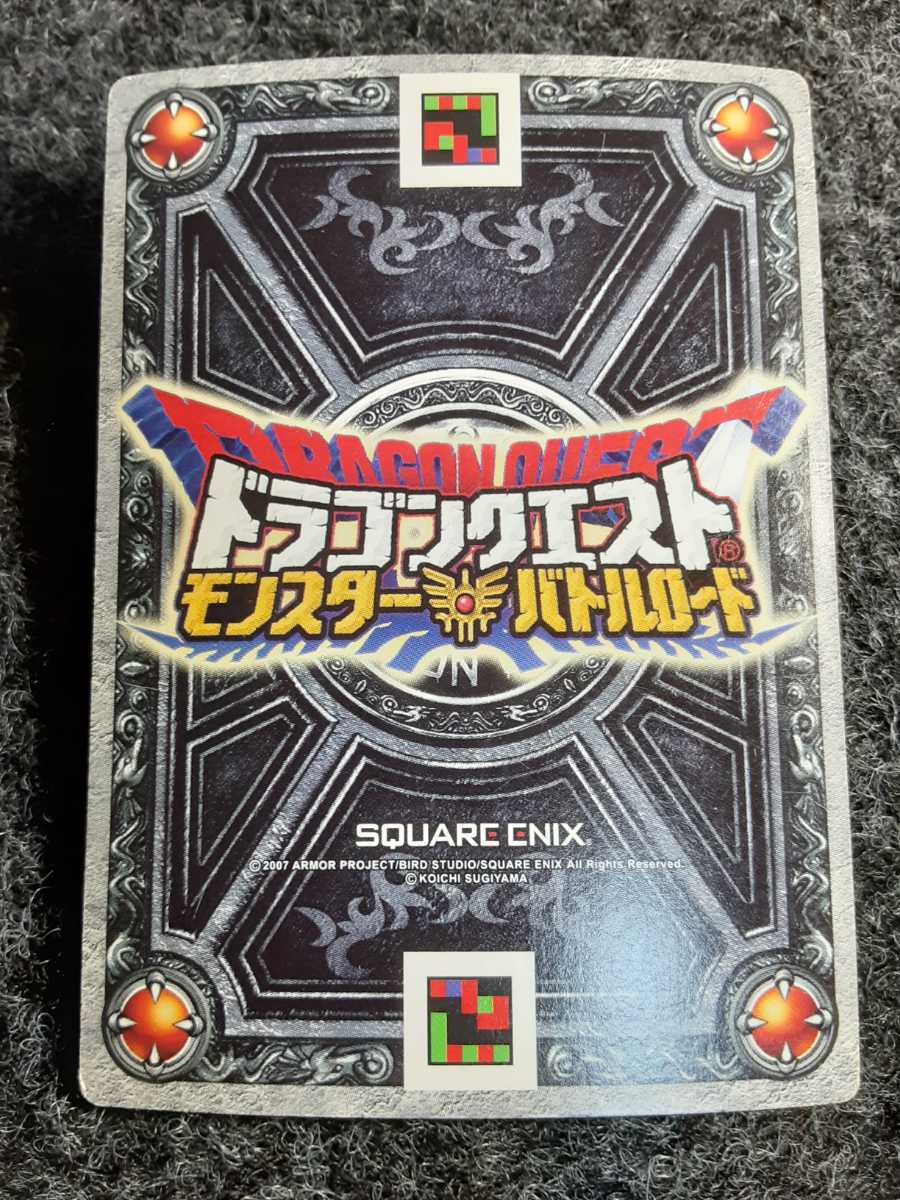 DRAGON QUEST
ドラゴンクエスト®
モンスター バトルロード
SQUARE ENIX®
©2007 ARMOR PROJECT/BIRD STUDIO/SQUARE ENIX All Rights Reserved.
©KOICHI SUGIYAMA